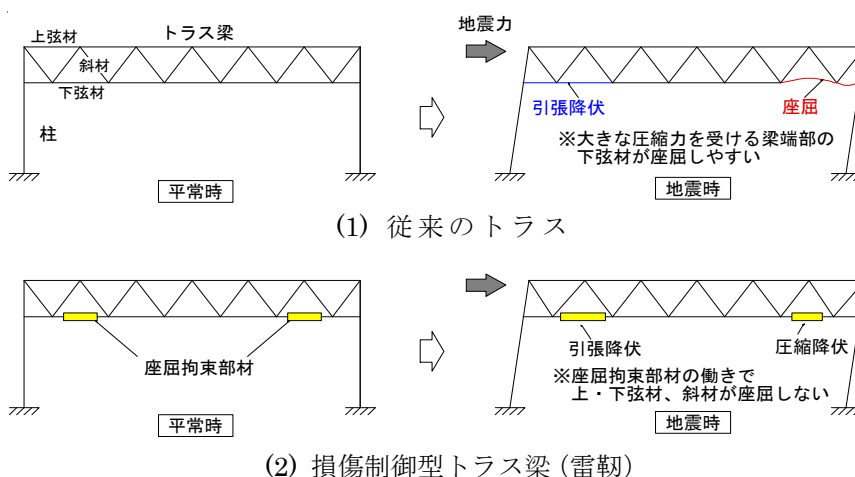 上弦材
トラス梁
斜材
下弦材
柱
平常時
地震力
引張降伏
座屈
※大きな圧縮力を受ける梁端部の
下弦材が座屈しやすい
地震時
(1) 従来のトラス
座屈拘束部材
平常時
引張降伏
圧縮降伏
※座屈拘束部材の働きで
上・下弦材、斜材が座屈しない
地震時
(2) 損傷制御型トラス梁（雷靭）